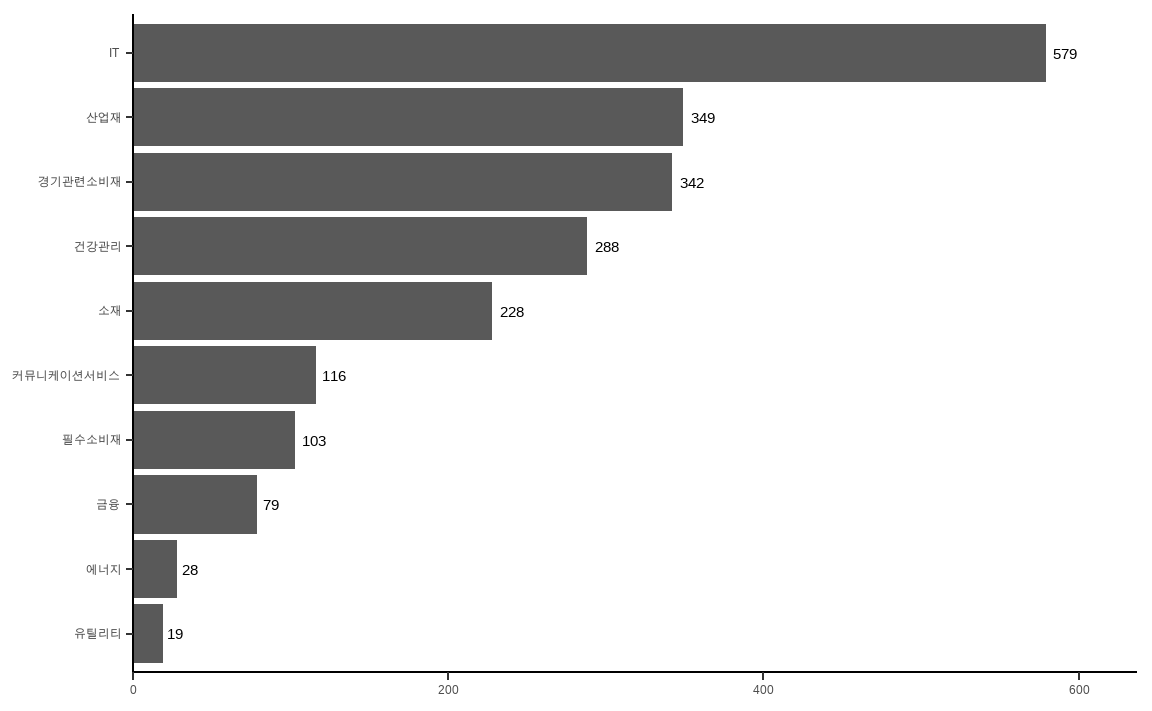 IT 579
산업재 349
경기관련소비재 342
건강관리 288
소재 228
커뮤니케이션서비스 116
필수소비재 103
금융 79
에너지 28
유틸리티 19
0 200 400 600